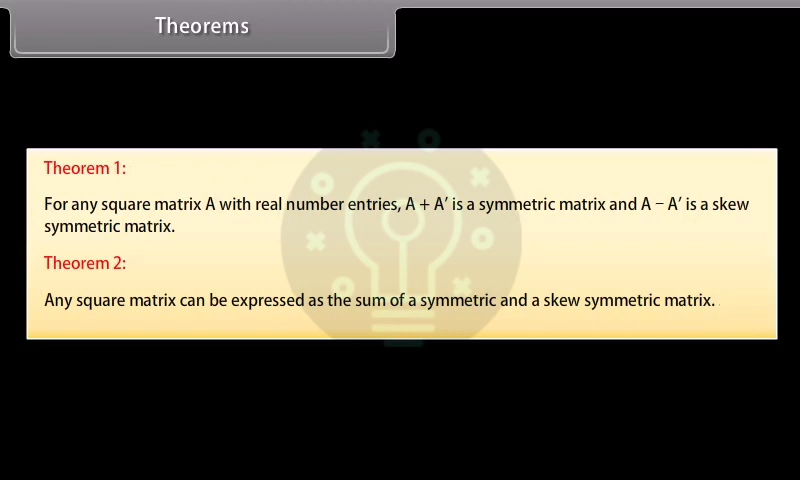 Theorems
Theorem 1:
For any square matrix A with real number entries, A + A′ is a symmetric matrix and A − A′ is a skew
symmetric matrix.
Theorem 2:
Any square matrix can be expressed as the sum of a symmetric and a skew symmetric matrix.